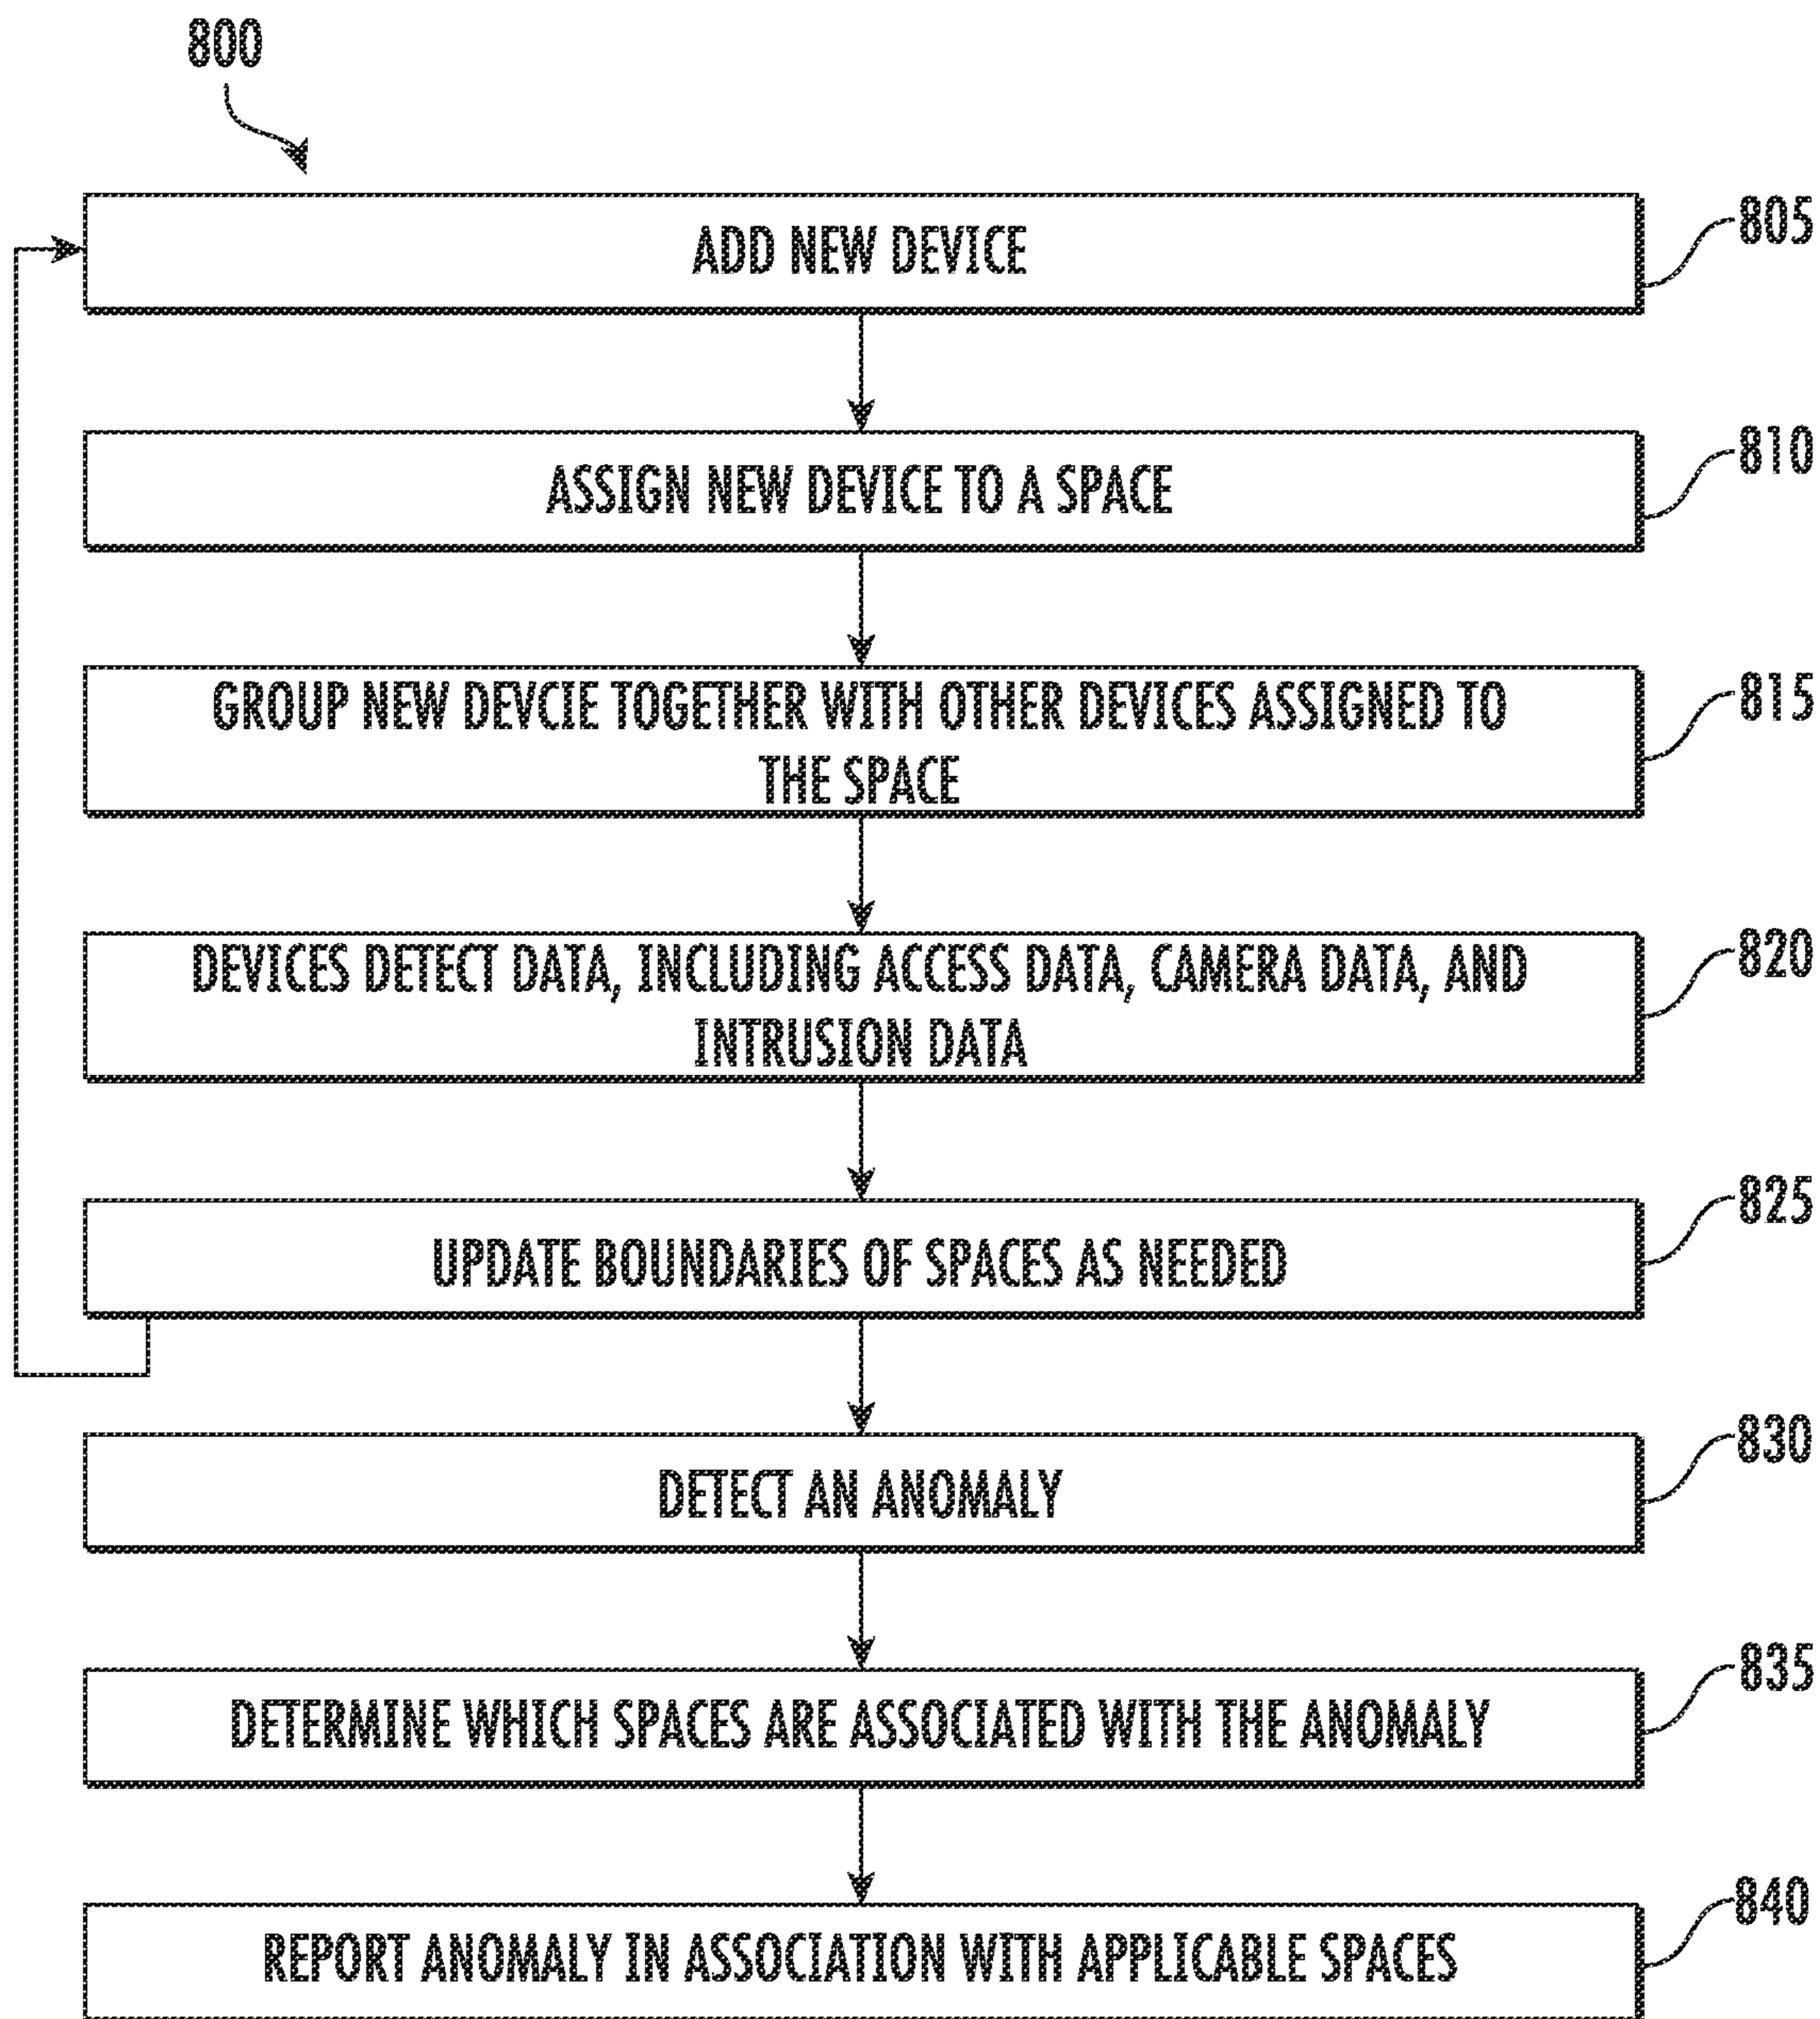 800
ADD NEW DEVICE
805
ASSIGN NEW DEVICE TO A SPACE
810
GROUP NEW DEVCIE TOGETHER WITH OTHER DEVICES ASSIGNED TO
THE SPACE
815
DEVICES DETECT DATA, INCLUDING ACCESS DATA, CAMERA DATA, AND
INTRUSION DATA
820
UPDATE BOUNDARIES OF SPACES AS NEEDED
825
DETECT AN ANOMALY
830
DETERMINE WHICH SPACES ARE ASSOCIATED WITH THE ANOMALY
835
REPORT ANOMALY IN ASSOCIATION WITH APPLICABLE SPACES
840